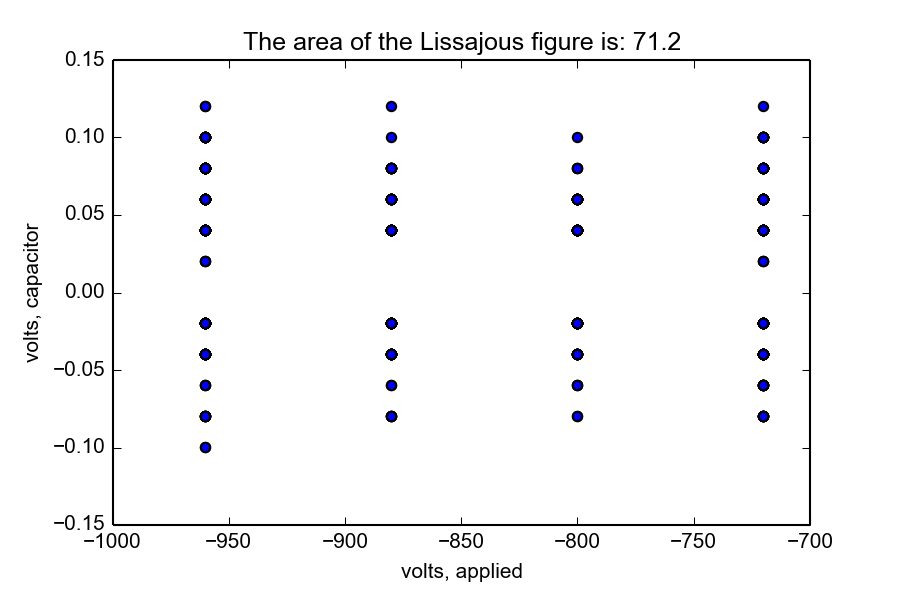 The area of the Lissajous figure is: 71.2
0.15
0.10
0.05
0.00
−0.05
−0.10
−0.15
volts, capacitor
−1000 −950 −900 −850 −800 −750 −700
volts, applied